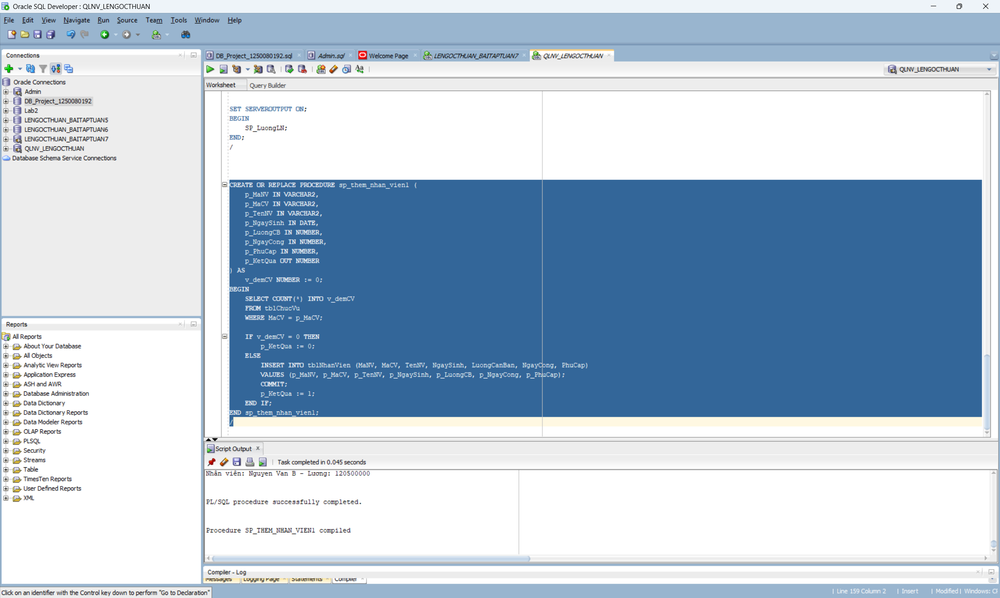 Oracle SQL Developer : QLNV_LENGOCTHUAN
File Edit View Navigate Run Source Team Tools Window Help
Connections
Oracle Connections
Admin
DB_Project_1250080192
Lab2
LENGOCTHUAN_BAITAPTUAN5
LENGOCTHUAN_BAITAPTUAN6
LENGOCTHUAN_BAITAPTUAN7
QLNV_LENGOCTHUAN
Database Schema Service Connections
Reports
All Reports
About Your Database
All Objects
Analytic View Reports
Application Express
ASH and AWR
Database Administration
Data Dictionary
Data Dictionary Reports
Data Modeler Reports
OLAP Reports
PLSQL
Security
Streams
Table
TimesTen Reports
User Defined Reports
XML
DB_Project_1250080192.sql Admin.sql Welcome Page LENGOCTHUAN_BAITAPTUAN7 QLNV_LENGOCTHUAN
QLNV_LENGOCTHUAN
Worksheet Query Builder
SET SERVEROUTPUT ON;
BEGIN
SP_LuongLN;
END;
/
CREATE OR REPLACE PROCEDURE sp_them_nhan_vien1 (
p_MaNV IN VARCHAR2,
p_MaCV IN VARCHAR2,
p_TenNV IN VARCHAR2,
p_NgaySinh IN DATE,
p_LuongCB IN NUMBER,
p_NgayCong IN NUMBER,
p_PhuCap IN NUMBER,
p_KetQua OUT NUMBER
) AS
v_demCV NUMBER := 0;
BEGIN
SELECT COUNT(*) INTO v_demCV
FROM tblChucVu
WHERE MaCV = p_MaCV;
IF v_demCV = 0 THEN
p_KetQua := 0;
ELSE
INSERT INTO tblNhanVien (MaNV, MaCV, TenNV, NgaySinh, LuongCanBan, NgayCong, PhuCap)
VALUES (p_MaNV, p_MaCV, p_TenNV, p_NgaySinh, p_LuongCB, p_NgayCong, p_PhuCap);
COMMIT;
p_KetQua := 1;
END IF;
END sp_them_nhan_vien1;
/
Script Output
Task completed in 0.045 seconds
Nhân viên: Nguyen Van B - Lương: 120500000
PL/SQL procedure successfully completed.
Procedure SP_THEM_NHAN_VIEN1 compiled
Compiler - Log
Messages Logging Page Statements Compiler
Click on an identifier with the Control key down to perform "Go to Declaration"
Line 159 Column 2 Insert Modified Windows: